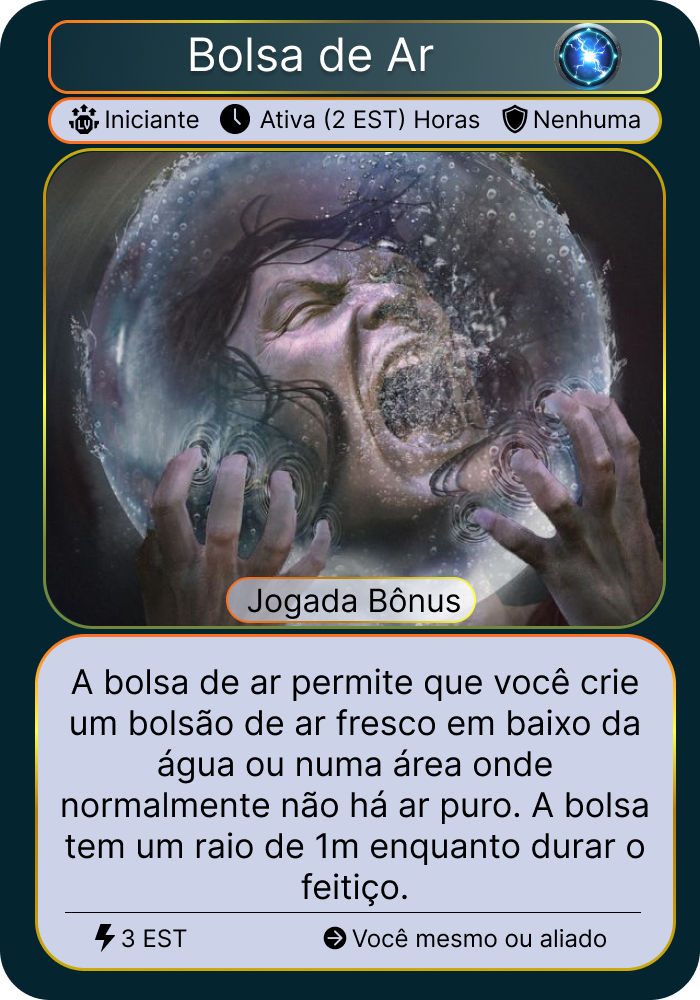 Bolsa de Ar
LV Iniciante Ativa (2 EST) Horas Nenhuma
Jogada Bônus
A bolsa de ar permite que você crie
um bolsão de ar fresco em baixo da
água ou numa área onde
normalmente não há ar puro. A bolsa
tem um raio de 1m enquanto durar o
feitiço.
3 EST Você mesmo ou aliado